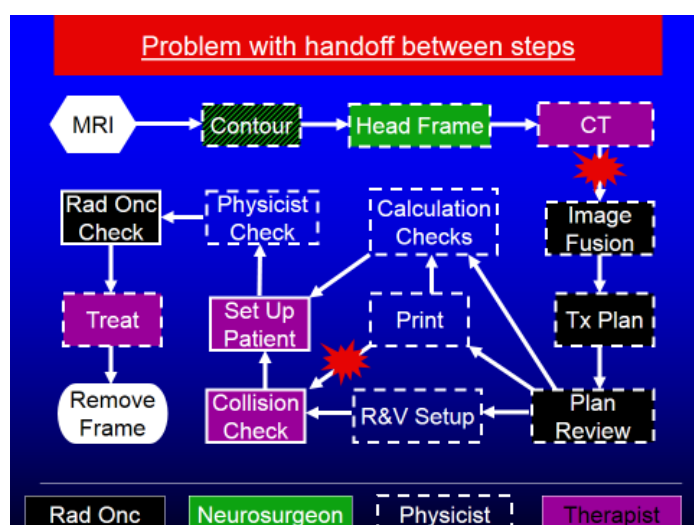 Problem with handoff between steps
MRI
Contour
Head Frame
CT
Rad Onc
Check
Physicist
Check
Calculation
Checks
Image
Fusion
Treat
Set Up
Patient
Print
Tx Plan
Remove
Frame
Collision
Check
R&V Setup
Plan
Review
Rad Onc
Neurosurgeon
Physicist
Therapist